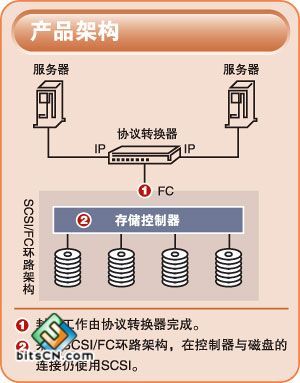 产品架构
服务器
服务器
协议转换器
IP
IP
1 FC
SCSI/FC环路架构
2 存储控制器
1 工作由协议转换器完成。
2 SCSI/FC环路架构，在控制器与磁盘的
连接仍使用SCSI。
bitsCN.com